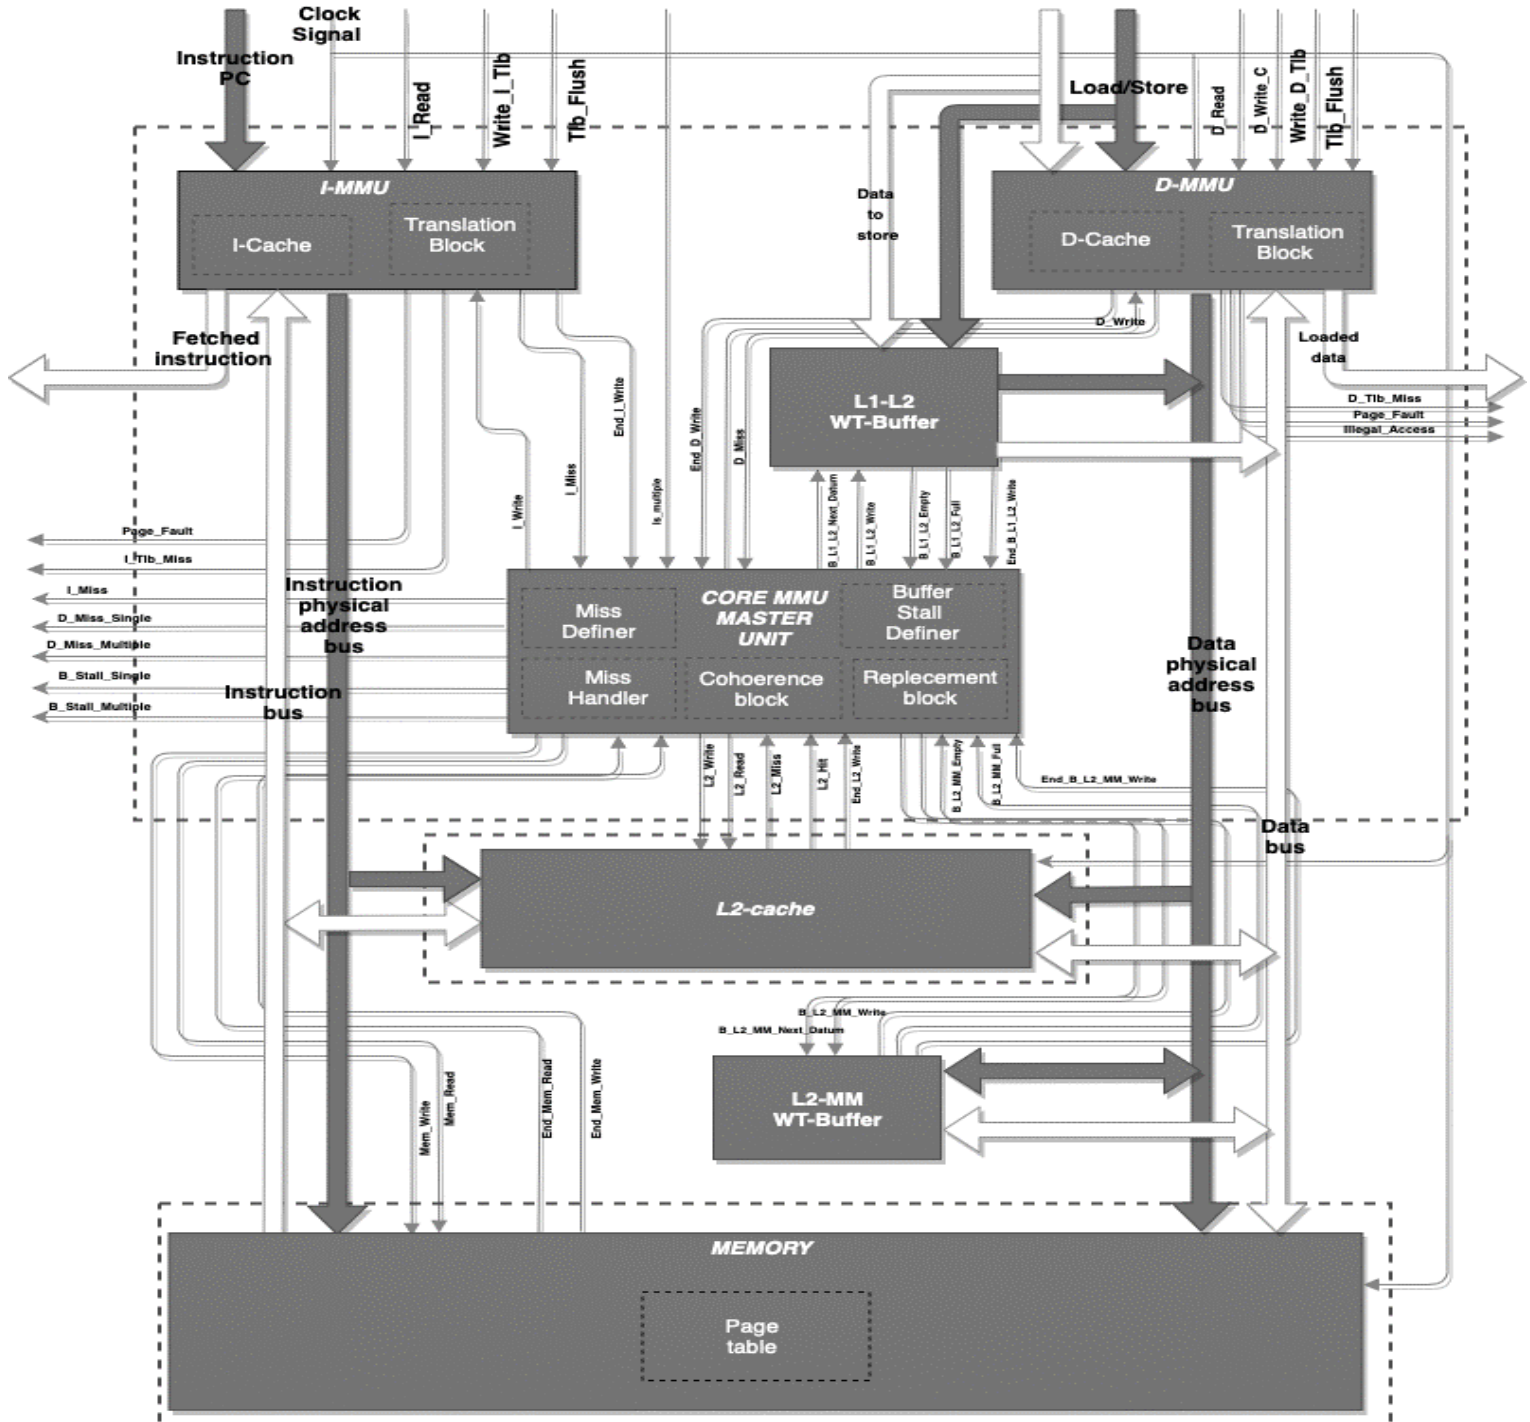 Clock
Signal
Instruction
PC
I_Read
Write_I_Tlb
Tlb_Flush
Load/Store
D_Read
D_Write_C
Write_D_Tlb
Tlb_Flush
I-MMU
I-Cache
Translation
Block
Data
to
store
D-MMU
D-Cache
Translation
Block
Fetched
instruction
D_Write
Loaded
data
L1-L2
WT-Buffer
D_Tlb_Miss
Page_Fault
Illegal_Access
I_Write
I_Miss
End_I_Write
Is_multiple
End_D_Write
D_Miss
B_L1_L2_Next_Datum
B_L1_L2_Write
B_L1_L2_Empty
B_L1_L2_Full
End_B_L1_L2_Write
Page_Fault
I_Tlb_Miss
I_Miss
D_Miss_Single
D_Miss_Multiple
B_Stall_Single
B_Stall_Multiple
Instruction
physical
address
bus
Instruction
bus
CORE MMU
MASTER
UNIT
Miss
Definer
Buffer
Stall
Definer
Miss
Handler
Cohoerence
block
Replecement
block
Data
physical
address
bus
L2_Write
L2_Read
L2_Miss
L2_Hit
End_L2_Write
B_L2_MM_Empty
B_L2_MM_Full
End_B_L2_MM_Write
Data
bus
L2-cache
B_L2_MM_Write
B_L2_MM_Next_Datum
L2-MM
WT-Buffer
Mem_Write
Mem_Read
End_Mem_Read
End_Mem_Write
MEMORY
Page
table